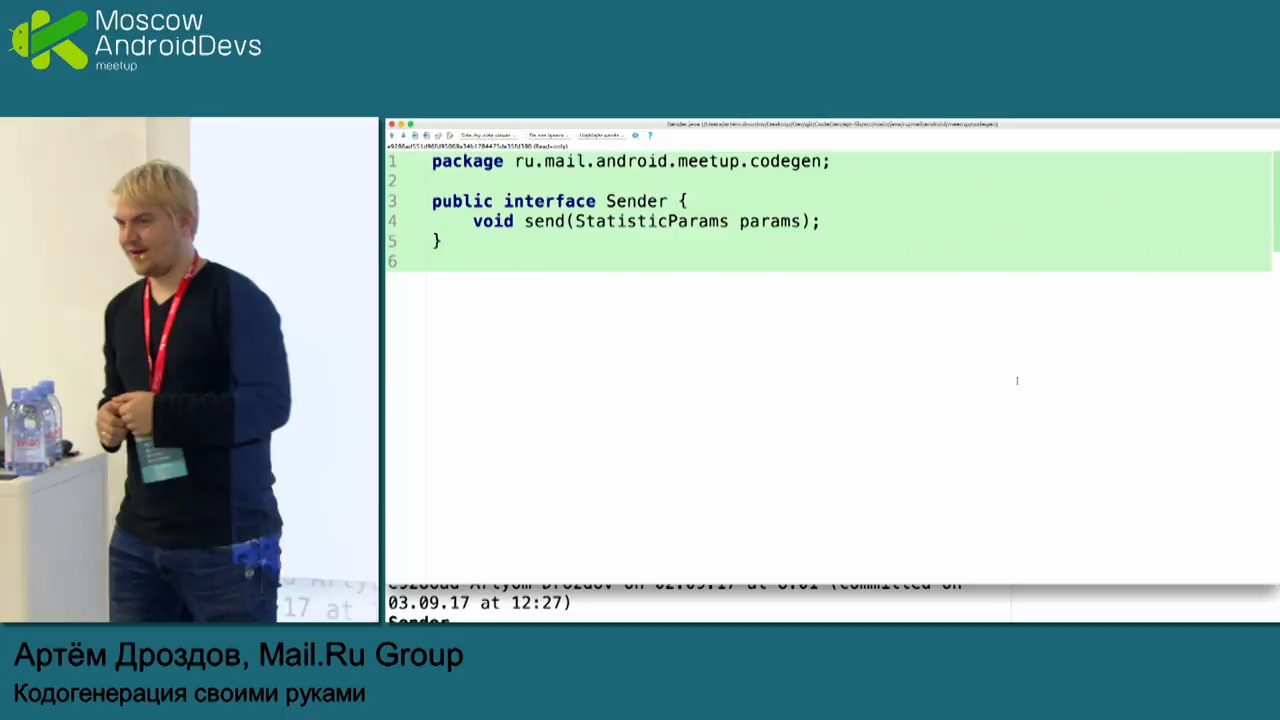 Moscow
AndroidDevs
meetup
1 package ru.mail.android.meetup.codegen;
2
3 public interface Sender {
4 void send(StatisticParams params);
5 }
6
03.09.17 at 12:27)
Sender
Артём Дроздов, Mail.Ru Group
Кодогенерация своими руками